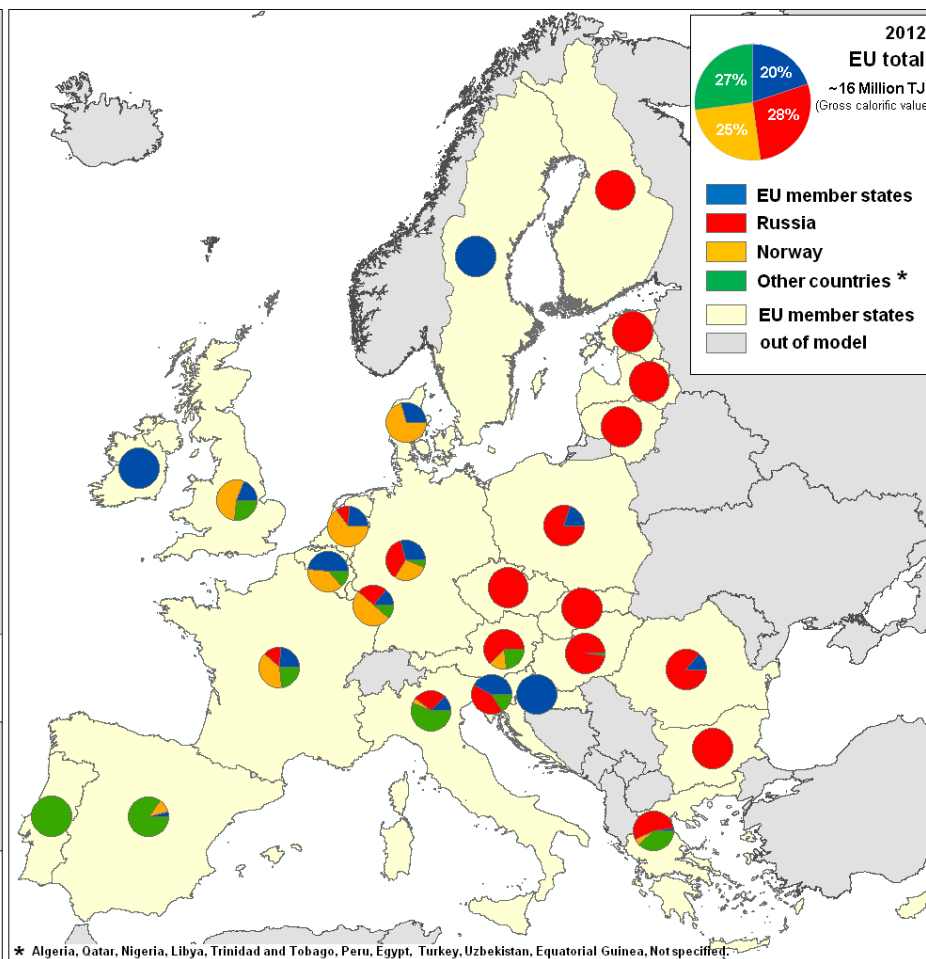 2012
EU total
~16 Million TJ
(Gross calorific value
27%
20%
25%
28%
EU member states
Russia
Norway
Other countries *
EU member states
out of model
* Algeria, Qatar, Nigeria, Libya, Trinidad and Tobago, Peru, Egypt, Turkey, Uzbekistan, Equatorial Guinea, Not specified.